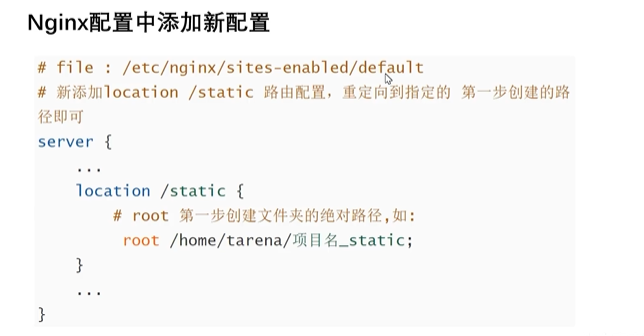 Nginx配置中添加新配置
# file : /etc/nginx/sites-enabled/default
# 新添加location /static 路由配置，重定向到指定的 第一步创建的路
径即可
server {
...
location /static {
# root 第一步创建文件夹的绝对路径,如:
root /home/tarena/项目名_static;
}
...
}